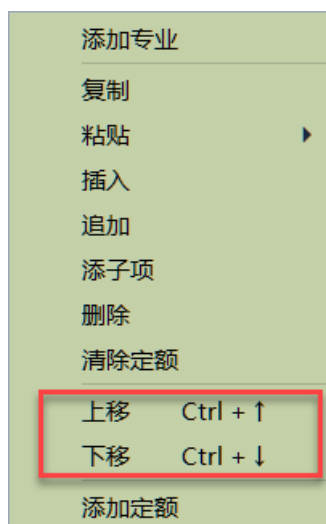 添加专业
复制
粘贴
插入
追加
添子项
删除
清除定额
上移 Ctrl + ↑
下移 Ctrl + ↓
添加定额